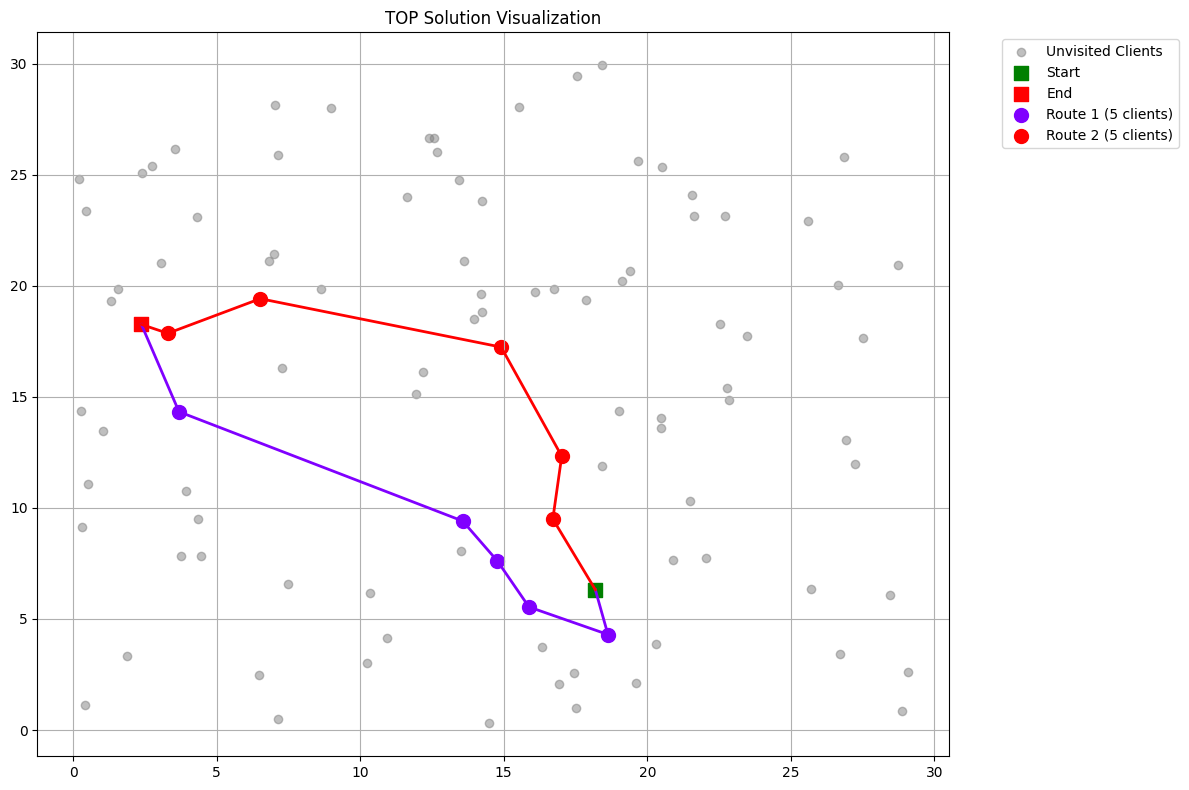 TOP Solution Visualization
Unvisited Clients
Start
End
Route 1 (5 clients)
Route 2 (5 clients)
30
25
20
15
10
5
0
0 5 10 15 20 25 30